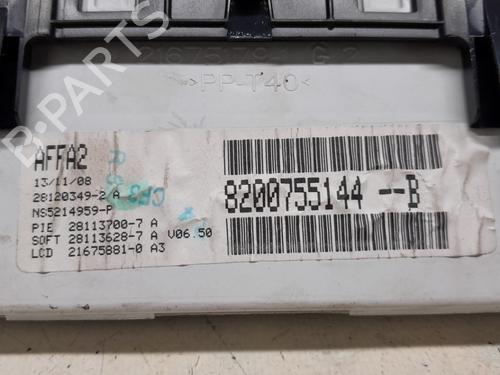 >PP-T40<
AFFA2
13/11/08
28120349-2 A
NS5214959-P
PIE 28113700-7 A
SOFT 28113628-7 A V06.50
LCD 21675881-0 A3
8200755144 --B
B-PARTS